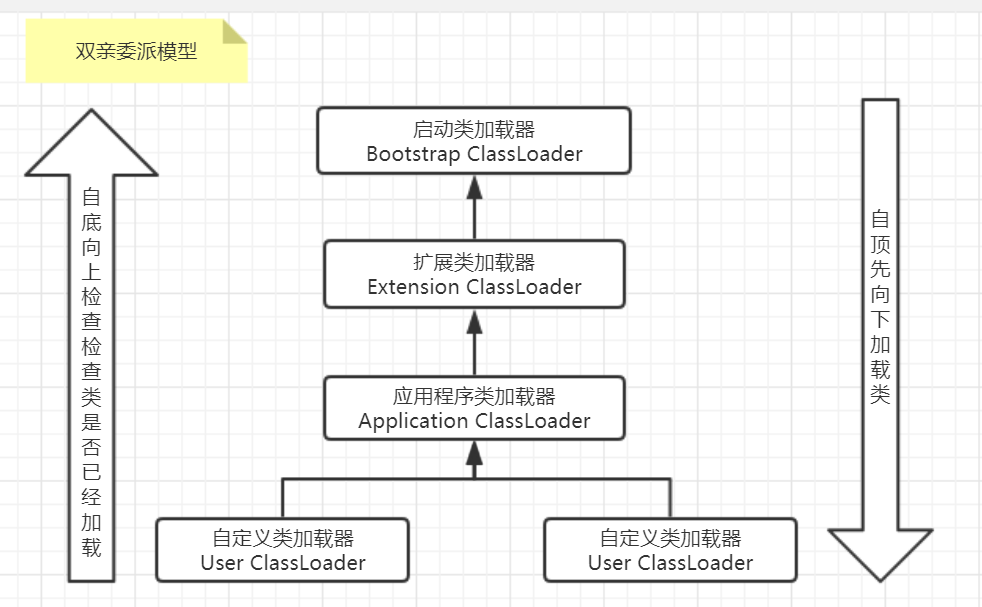 双亲委派模型
启动类加载器
Bootstrap ClassLoader
扩展类加载器
Extension ClassLoader
应用程序类加载器
Application ClassLoader
自定义类加载器
User ClassLoader
自定义类加载器
User ClassLoader
自底向上检查检查类是否已经加载
自顶先向下加载类